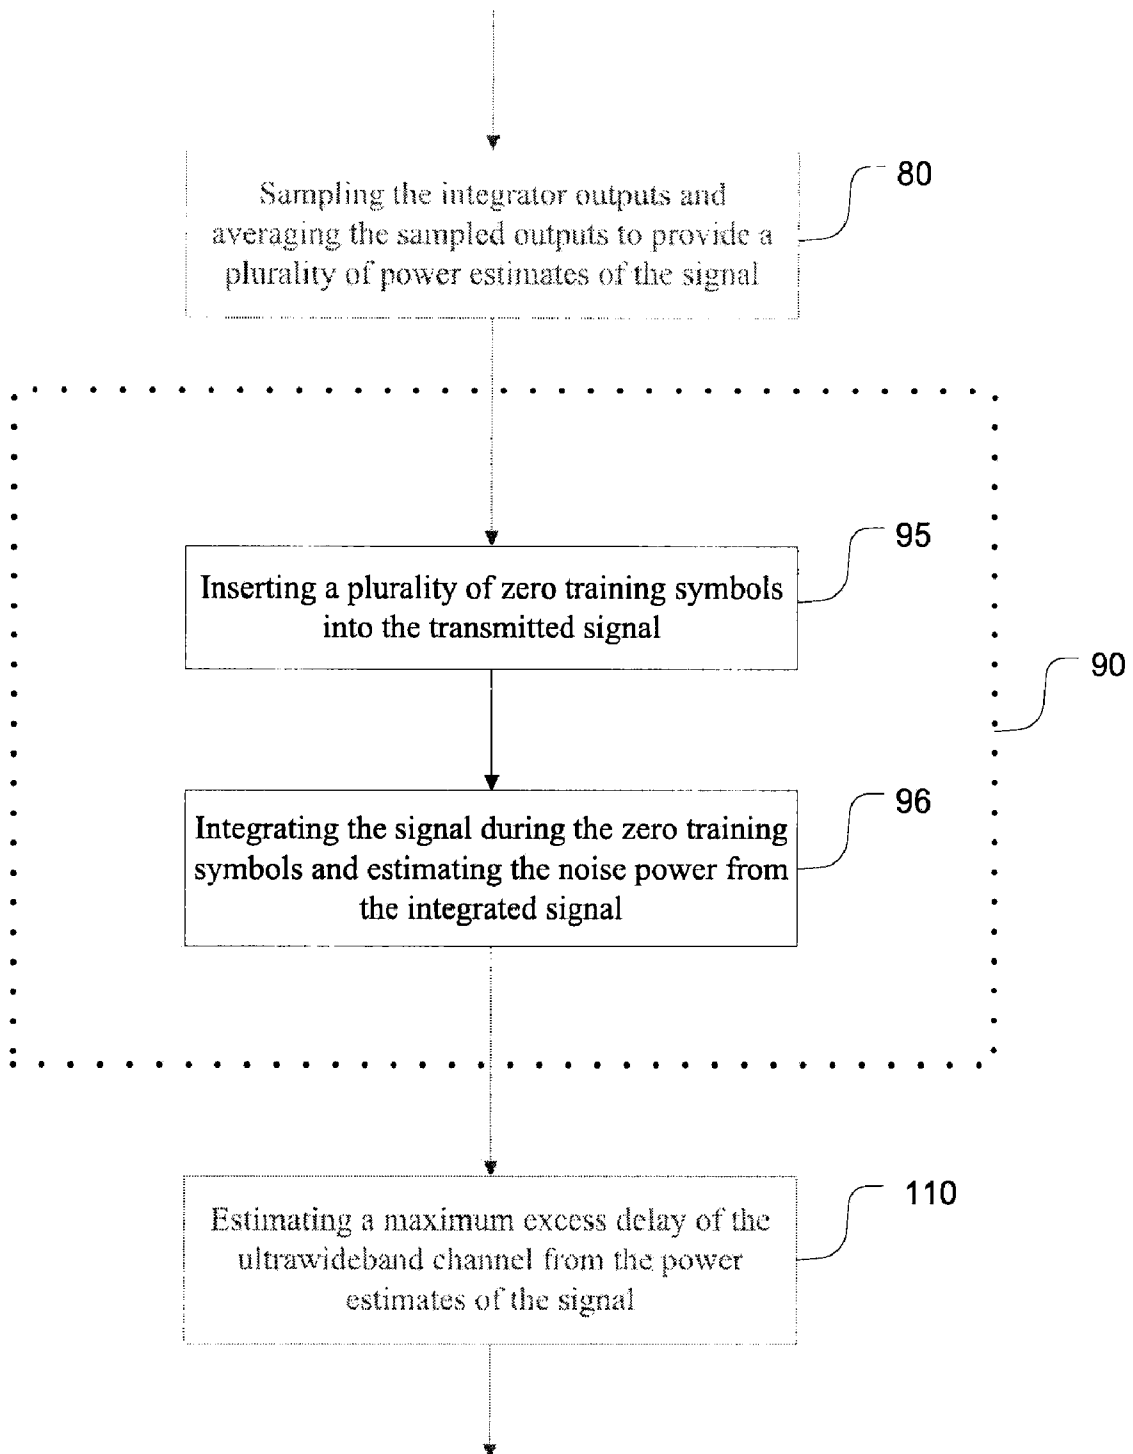 80
Sampling the integrator outputs and
averaging the sampled outputs to provide a
plurality of power estimates of the signal
95
Inserting a plurality of zero training symbols
into the transmitted signal
90
96
Integrating the signal during the zero training
symbols and estimating the noise power from
the integrated signal
110
Estimating a maximum excess delay of the
ultrawideband channel from the power
estimates of the signal